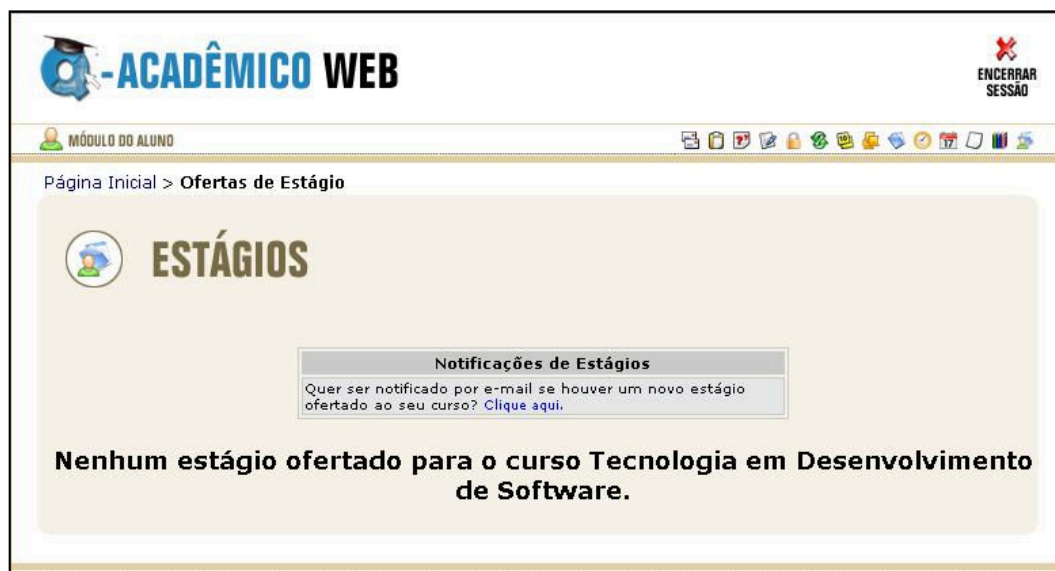 Q-ACADÊMICO WEB
ENCERRAR
SESSÃO
MÓDULO DO ALUNO
17
Página Inicial > Ofertas de Estágio
ESTÁGIOS
Notificações de Estágios
Quer ser notificado por e-mail se houver um novo estágio
ofertado ao seu curso? Clique aqui.
Nenhum estágio ofertado para o curso Tecnologia em Desenvolvimento
de Software.